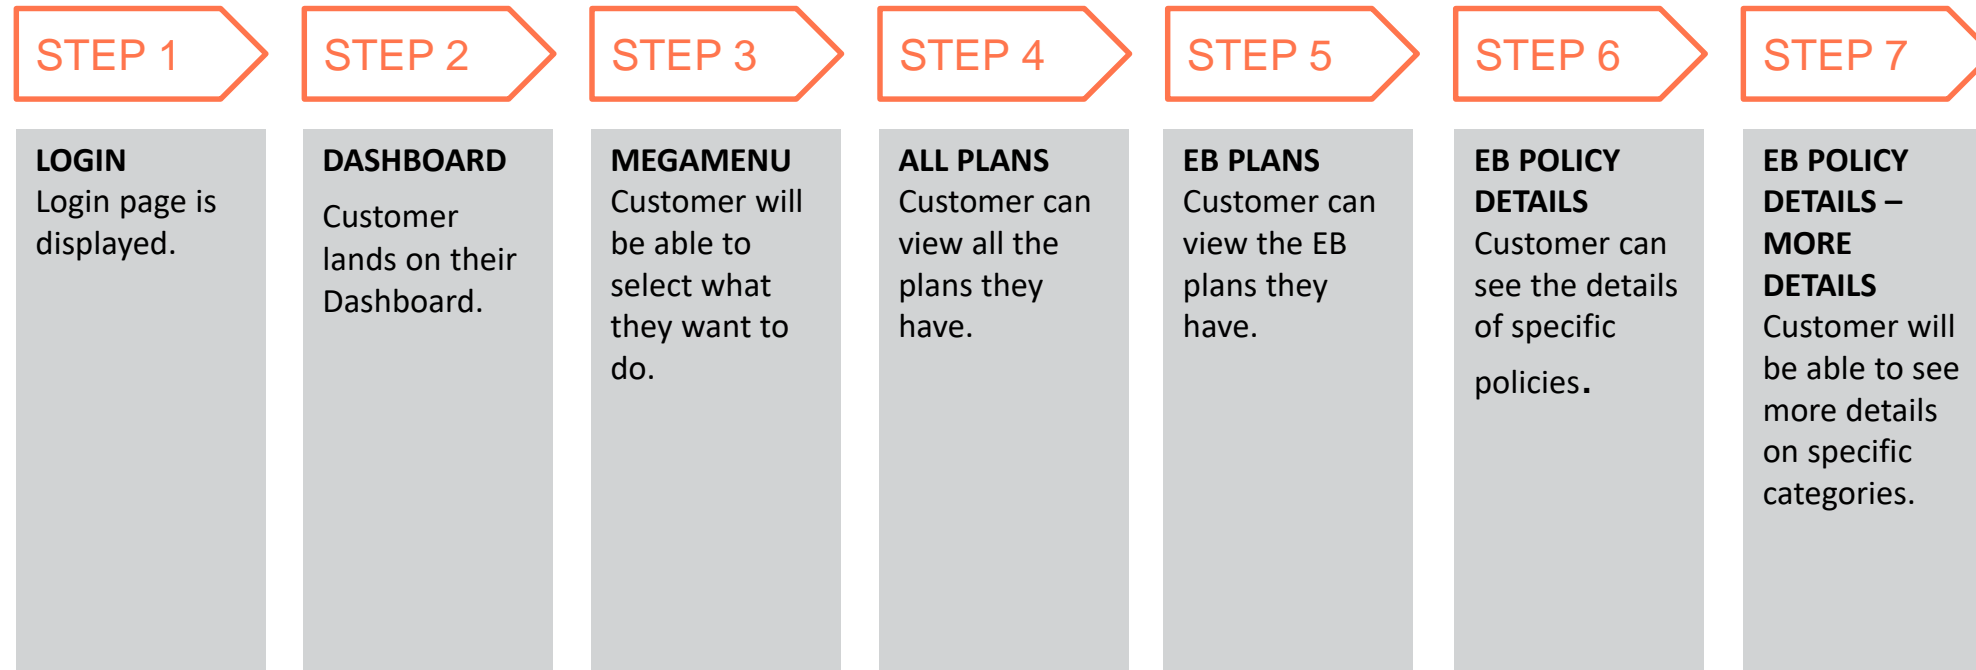 STEP 1
STEP 2
STEP 3
STEP 4
STEP 5
STEP 6
STEP 7
LOGIN
Login page is
displayed.
DASHBOARD
Customer
lands on their
Dashboard.
MEGAMENU
Customer will
be able to
select what
they want to
do.
ALL PLANS
Customer can
view all the
plans they
have.
EB PLANS
Customer can
view the EB
plans they
have.
EB POLICY
DETAILS
Customer can
see the details
of specific
policies.
EB POLICY
DETAILS –
MORE
DETAILS
Customer will
be able to see
more details
on specific
categories.